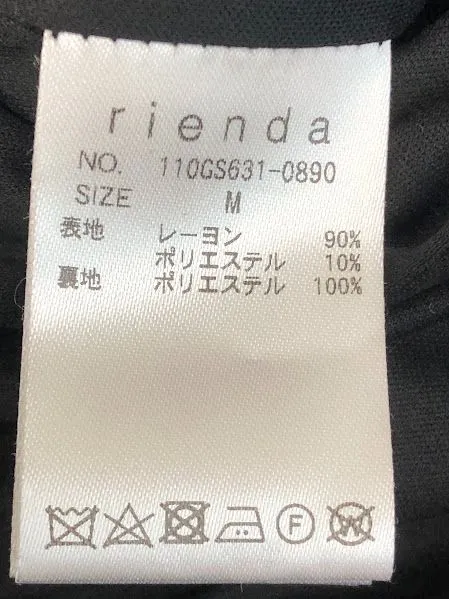 rienda
NO. 110GS631-0890
SIZE M
表地 レーヨン 90%
ポリエステル 10%
裏地 ポリエステル 100%
F W